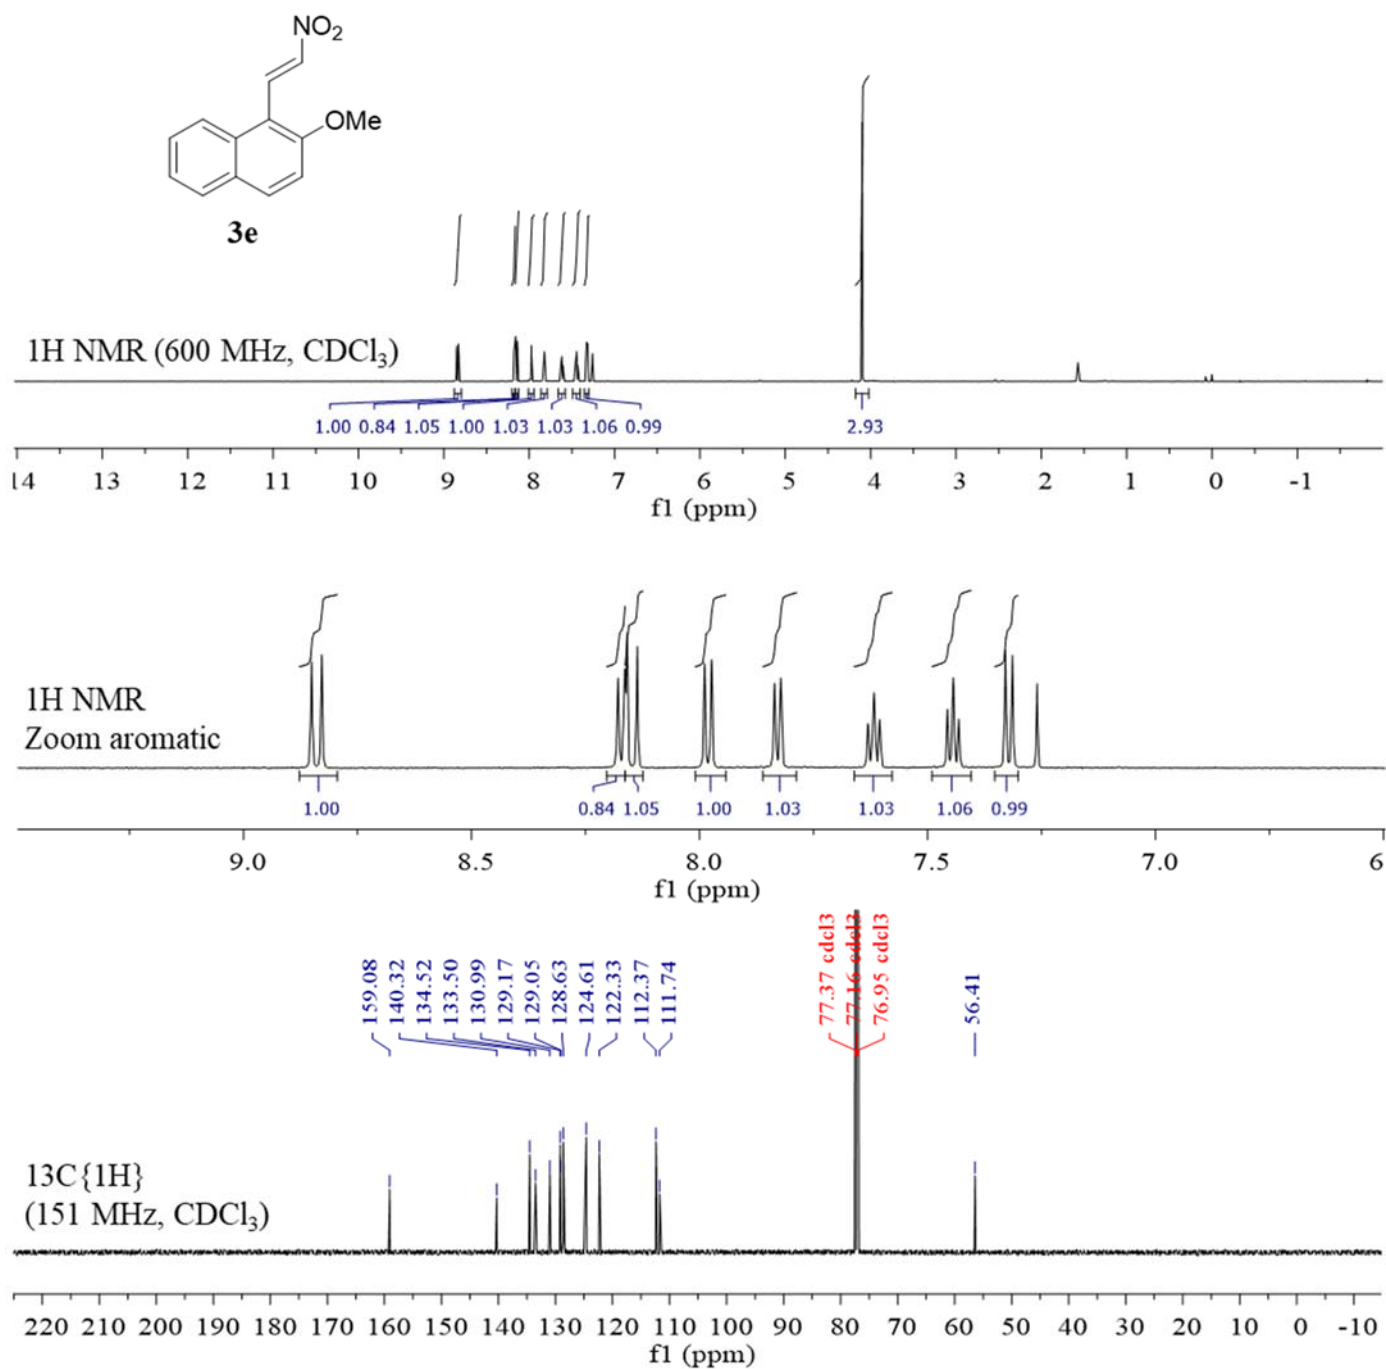 NO2
OMe
3e
1H NMR (600 MHz, CDCl3)
1.00 0.84 1.05 1.00 1.03 1.03 1.06 0.99 2.93
14 13 12 11 10 9 8 7 6 5 4 3 2 1 0 -1
f1 (ppm)
1H NMR
Zoom aromatic
1.00 0.84 1.05 1.00 1.03 1.03 1.06 0.99
9.0 8.5 8.0 7.5 7.0 6
f1 (ppm)
159.08
140.32
134.52
133.50
130.99
129.17
129.05
128.63
124.61
122.33
112.37
111.74
77.37 cdcl3
77.16 cdcl3
76.95 cdcl3
56.41
13C{1H}
(151 MHz, CDCl3)
220 210 200 190 180 170 160 150 140 130 120 110 100 90 80 70 60 50 40 30 20 10 0 -10
f1 (ppm)